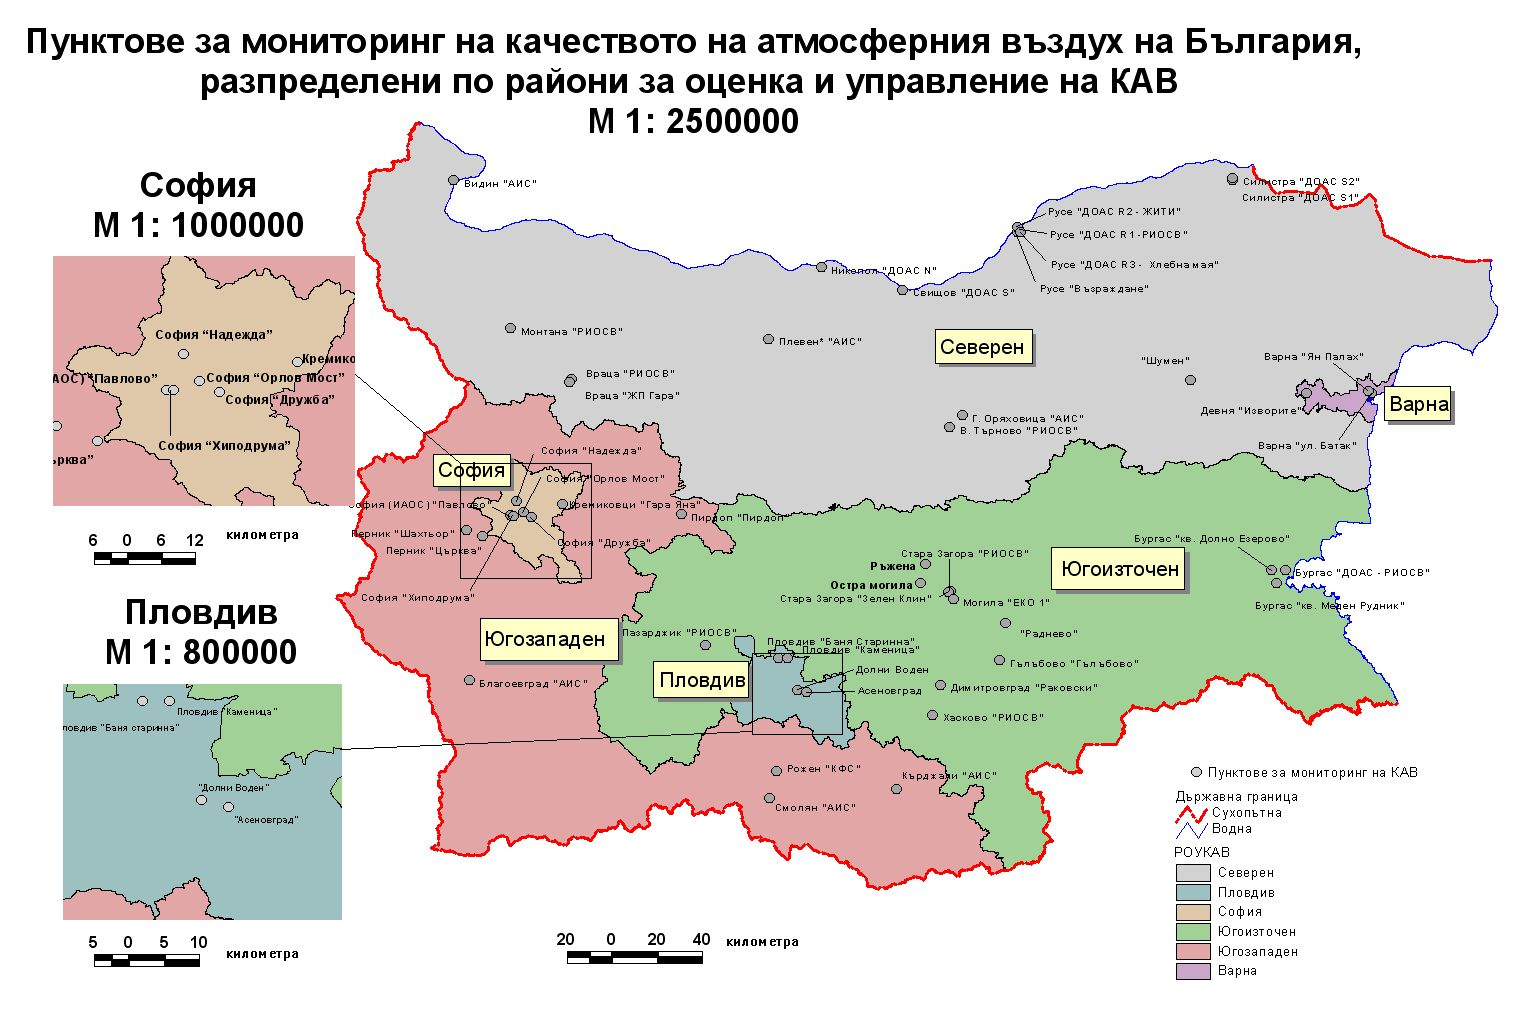 Пунктове за мониторинг на качеството на атмосферния въздух на България,
разпределени по райони за оценка и управление на КАВ
М 1: 2500000
София
М 1: 1000000
София “Надежда”
Кремико
АОС) “Павлово”
София “Орлов Мост”
София “Дружба”
София “Хиподрума”
ърква”
6 0 6 12 километра
Пловдив
М 1: 800000
Пловдив "Каменица"
ловдив "Баня старинна"
"Долни Воден"
"Асеновград"
5 0 5 10 километра
Видин "АИС"
Силистра "ДОАС S2"
Силистра "ДОАС S1"
Русе "ДОАС R2 - ЖИТИ"
Русе "ДОАС R1 -РИОСВ"
Русе "ДОАС R3 - Хлебна мая"
Русе "Възраждане"
Никопол "ДОАС N"
Свищов "ДОАС S"
Монтана "РИОСВ"
Плевен* "АИС"
Северен
Враца "РИОСВ"
Враца "ЖП Гара"
"Шумен"
Варна "Ян Палах"
Девня "Изворите"
Варна
Варна "ул. Батак"
Г. Оряховица "АИС"
В. Търново "РИОСВ"
София
София "Надежда"
София "Орлов Мост"
София (ИАОС) "Павлово"
Кремиковци "Гара Яна"
Пирдоп "Пирдоп"
Перник "Шахтьор"
Перник "Църква"
София "Дружба"
София "Хиподрума"
Югозападен
Благоевград "АИС"
Стара Загора "РИОСВ"
Ръжена
Остра могила
Стара Загора "Зелен Клин"
Могила "ЕКО 1"
Югоизточен
Бургас "кв. Долно Езерово"
Бургас "ДОАС - РИОСВ"
Бургас "кв. Меден Рудник"
"Раднево"
Гълъбово "Гълъбово"
Димитровград "Раковски"
Хасково "РИОСВ"
Пазарджик "РИОСВ"
Пловдив "Баня Старинна"
Пловдив "Каменица"
Пловдив
Долни Воден
Асеновград
Рожен "КФС"
Кърджали "АИС"
Смолян "АИС"
20 0 20 40 километра
Пунктове за мониторинг на КАВ
Държавна граница
Сухопътна
Водна
РОУКАВ
Северен
Пловдив
София
Югоизточен
Югозападен
Варна